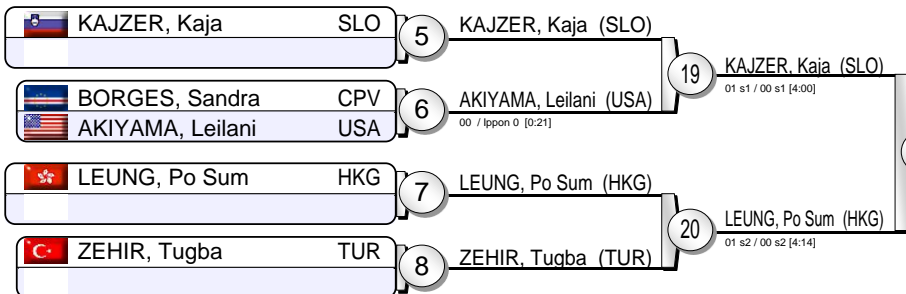 KAJZER, Kaja SLO
5
KAJZER, Kaja (SLO)
19
KAJZER, Kaja (SLO)
01 s1 / 00 s1 [4:00]
BORGES, Sandra CPV
AKIYAMA, Leilani USA
6
AKIYAMA, Leilani (USA)
00 / Ippon 0 [0:21]
LEUNG, Po Sum HKG
7
LEUNG, Po Sum (HKG)
20
LEUNG, Po Sum (HKG)
01 s2 / 00 s2 [4:14]
ZEHIR, Tugba TUR
8
ZEHIR, Tugba (TUR)